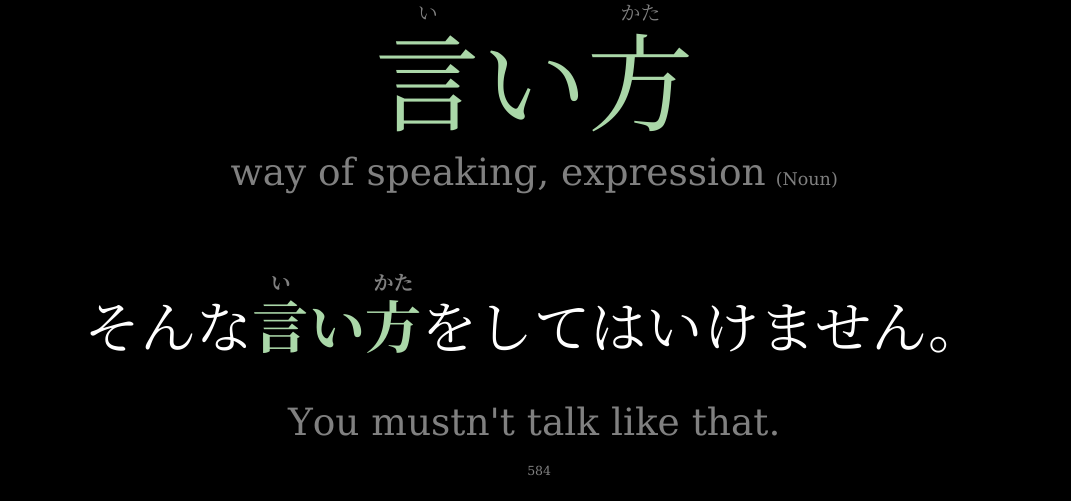 い かた
言い方
way of speaking, expression (Noun)
い かた
そんな言い方をしてはいけません。
You mustn't talk like that.
584